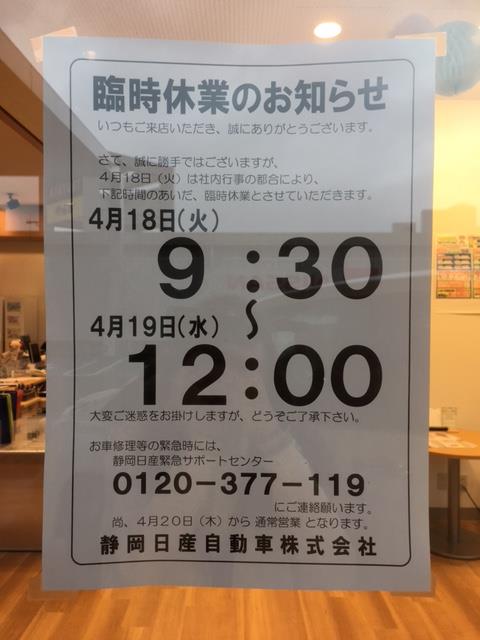 臨時休業のお知らせ
いつもご来店いただき、誠にありがとうございます。
さて、誠に勝手ではございますが、
4月18日（火）は社内行事の都合により、
下記時間のあいだ、臨時休業とさせていただきます。
4月18日(火)
9:30
～
4月19日(水)
12:00
大変ご迷惑をお掛けしますが、どうぞご了承下さい。
お車修理等の緊急時には、
静岡日産緊急サポートセンター
0120-377-119
にご連絡願います。
尚、4月20日（木）から 通常営業 となります。
静岡日産自動車株式会社